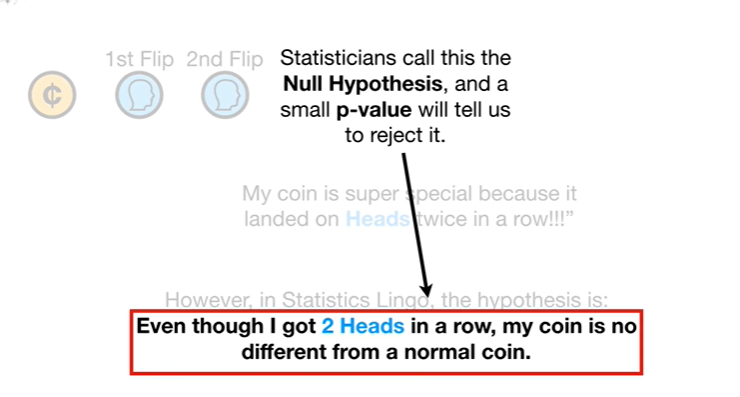 1st Flip 2nd Flip
Statisticians call this the
Null Hypothesis, and a
small p-value will tell us
to reject it.
¢
My coin is super special because it
landed on Heads twice in a row!!!”
However, in Statistics Lingo, the hypothesis is:
Even though I got 2 Heads in a row, my coin is no
different from a normal coin.